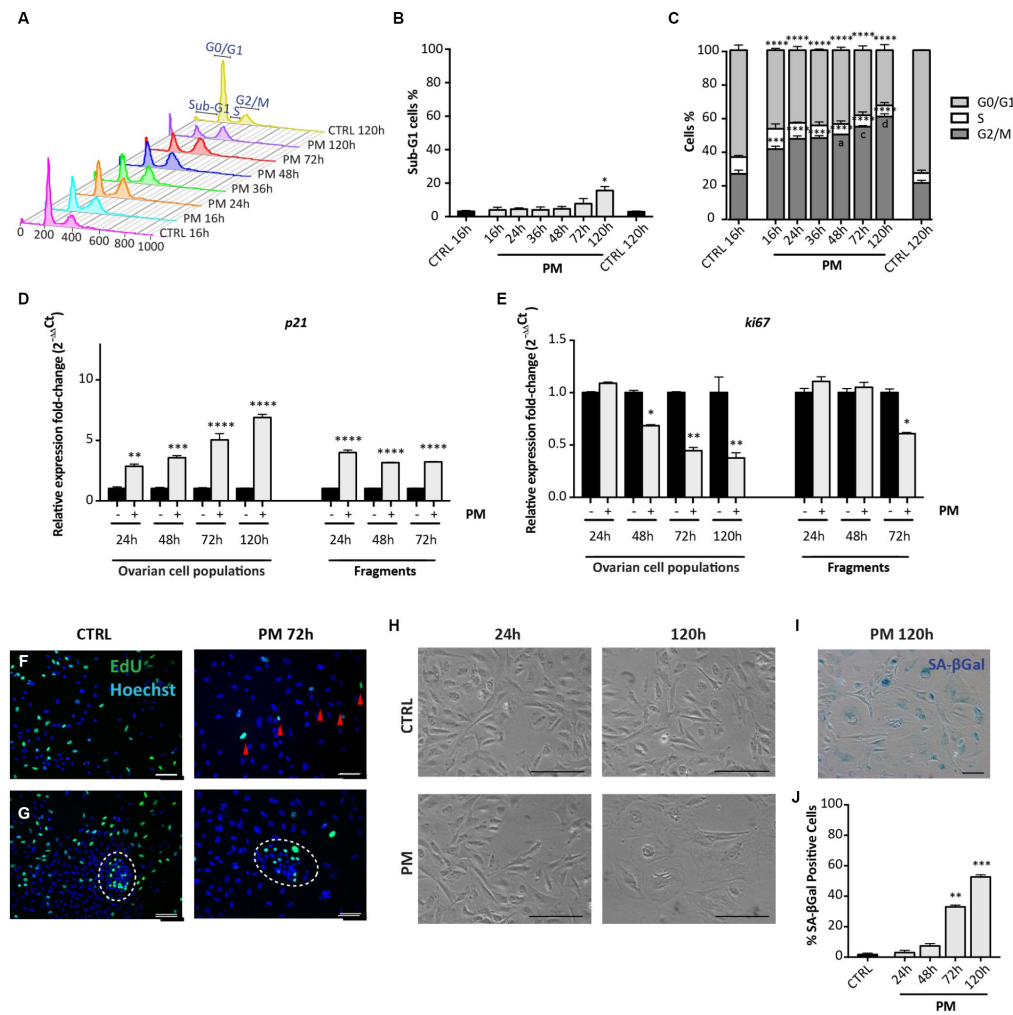 A
G0/G1
G2/M
Sub-G1 S
CTRL 120h
PM 120h
PM 72h
PM 48h
PM 36h
PM 24h
PM 16h
CTRL 16h
0 200 400 600 800 1000
B
Sub-G1 cells %
100
80
60
40
20
0
*
CTRL 16h 16h 24h 36h 48h 72h 120h CTRL 120h
PM
C
Cells %
100
80
60
40
20
0
**** **** **** **** **** ****
*** **** **** **** **** ****
a c d
G0/G1
S
G2/M
CTRL 16h 16h 24h 36h 48h 72h 120h CTRL 120h
PM
D
p21
Relative expression fold-change (2⁻ΔΔCt)
10
5
0
** *** **** **** **** **** ****
- + - + - + - + - + - + - + PM
24h 48h 72h 120h 24h 48h 72h
Ovarian cell populations Fragments
E
ki67
Relative expression fold-change (2⁻ΔΔCt)
1.5
1.0
0.5
0.0
* ** ** *
- + - + - + - + - + - + - + PM
24h 48h 72h 120h 24h 48h 72h
Ovarian cell populations Fragments
CTRL PM 72h
F
EdU
Hoechst
G
H
24h 120h
CTRL
PM
I
PM 120h
SA-βGal
J
% SA-βGal Positive Cells
100
80
60
40
20
0
** ***
CTRL 24h 48h 72h 120h
PM